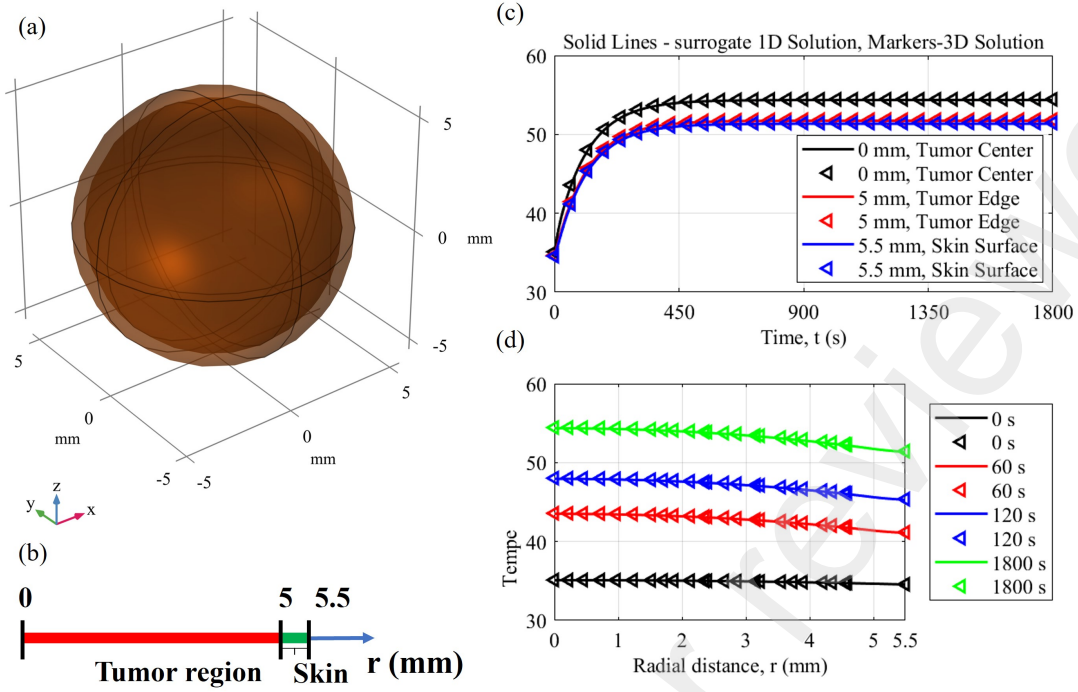 (a)
5
0
mm
-5
5
0
mm
-5
5
0
mm
-5
z
y
x
(b)
0
5
5.5
Tumor region
Skin
r (mm)
(c)
Solid Lines - surrogate 1D Solution, Markers-3D Solution
60
50
40
30
0 mm, Tumor Center
0 mm, Tumor Center
5 mm, Tumor Edge
5 mm, Tumor Edge
5.5 mm, Skin Surface
5.5 mm, Skin Surface
0 450 900 1350 1800
Time, t (s)
(d)
60
50
40
30
Tempe
0 1 2 3 4 5 5.5
Radial distance, r (mm)
0 s
0 s
60 s
60 s
120 s
120 s
1800 s
1800 s
r review